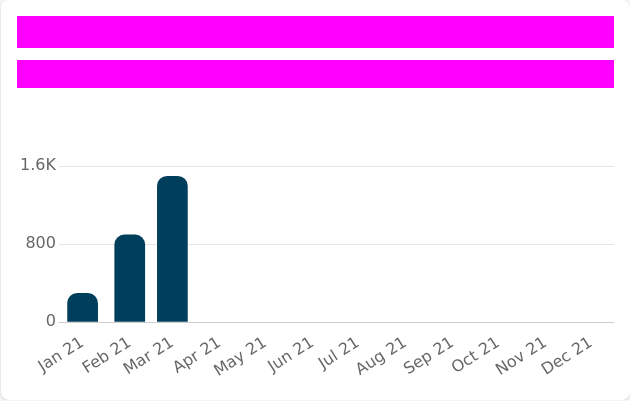 1.6K
800
0
Jan 21
Feb 21
Mar 21
Apr 21
May 21
Jun 21
Jul 21
Aug 21
Sep 21
Oct 21
Nov 21
Dec 21